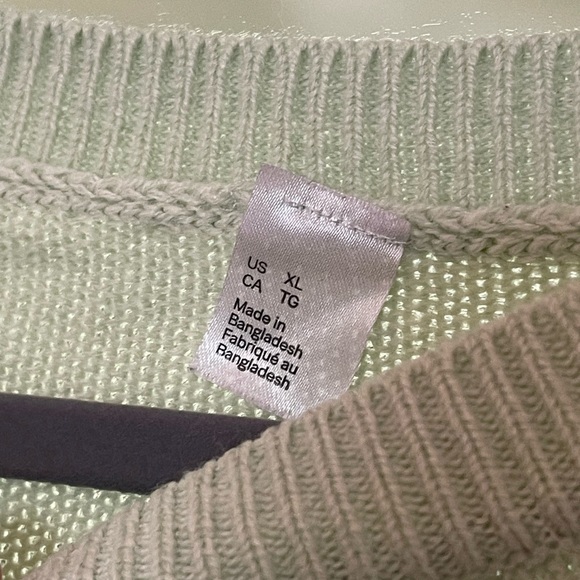 US XL
CA TG
Made in
Bangladesh
Fabriqué au
Bangladesh